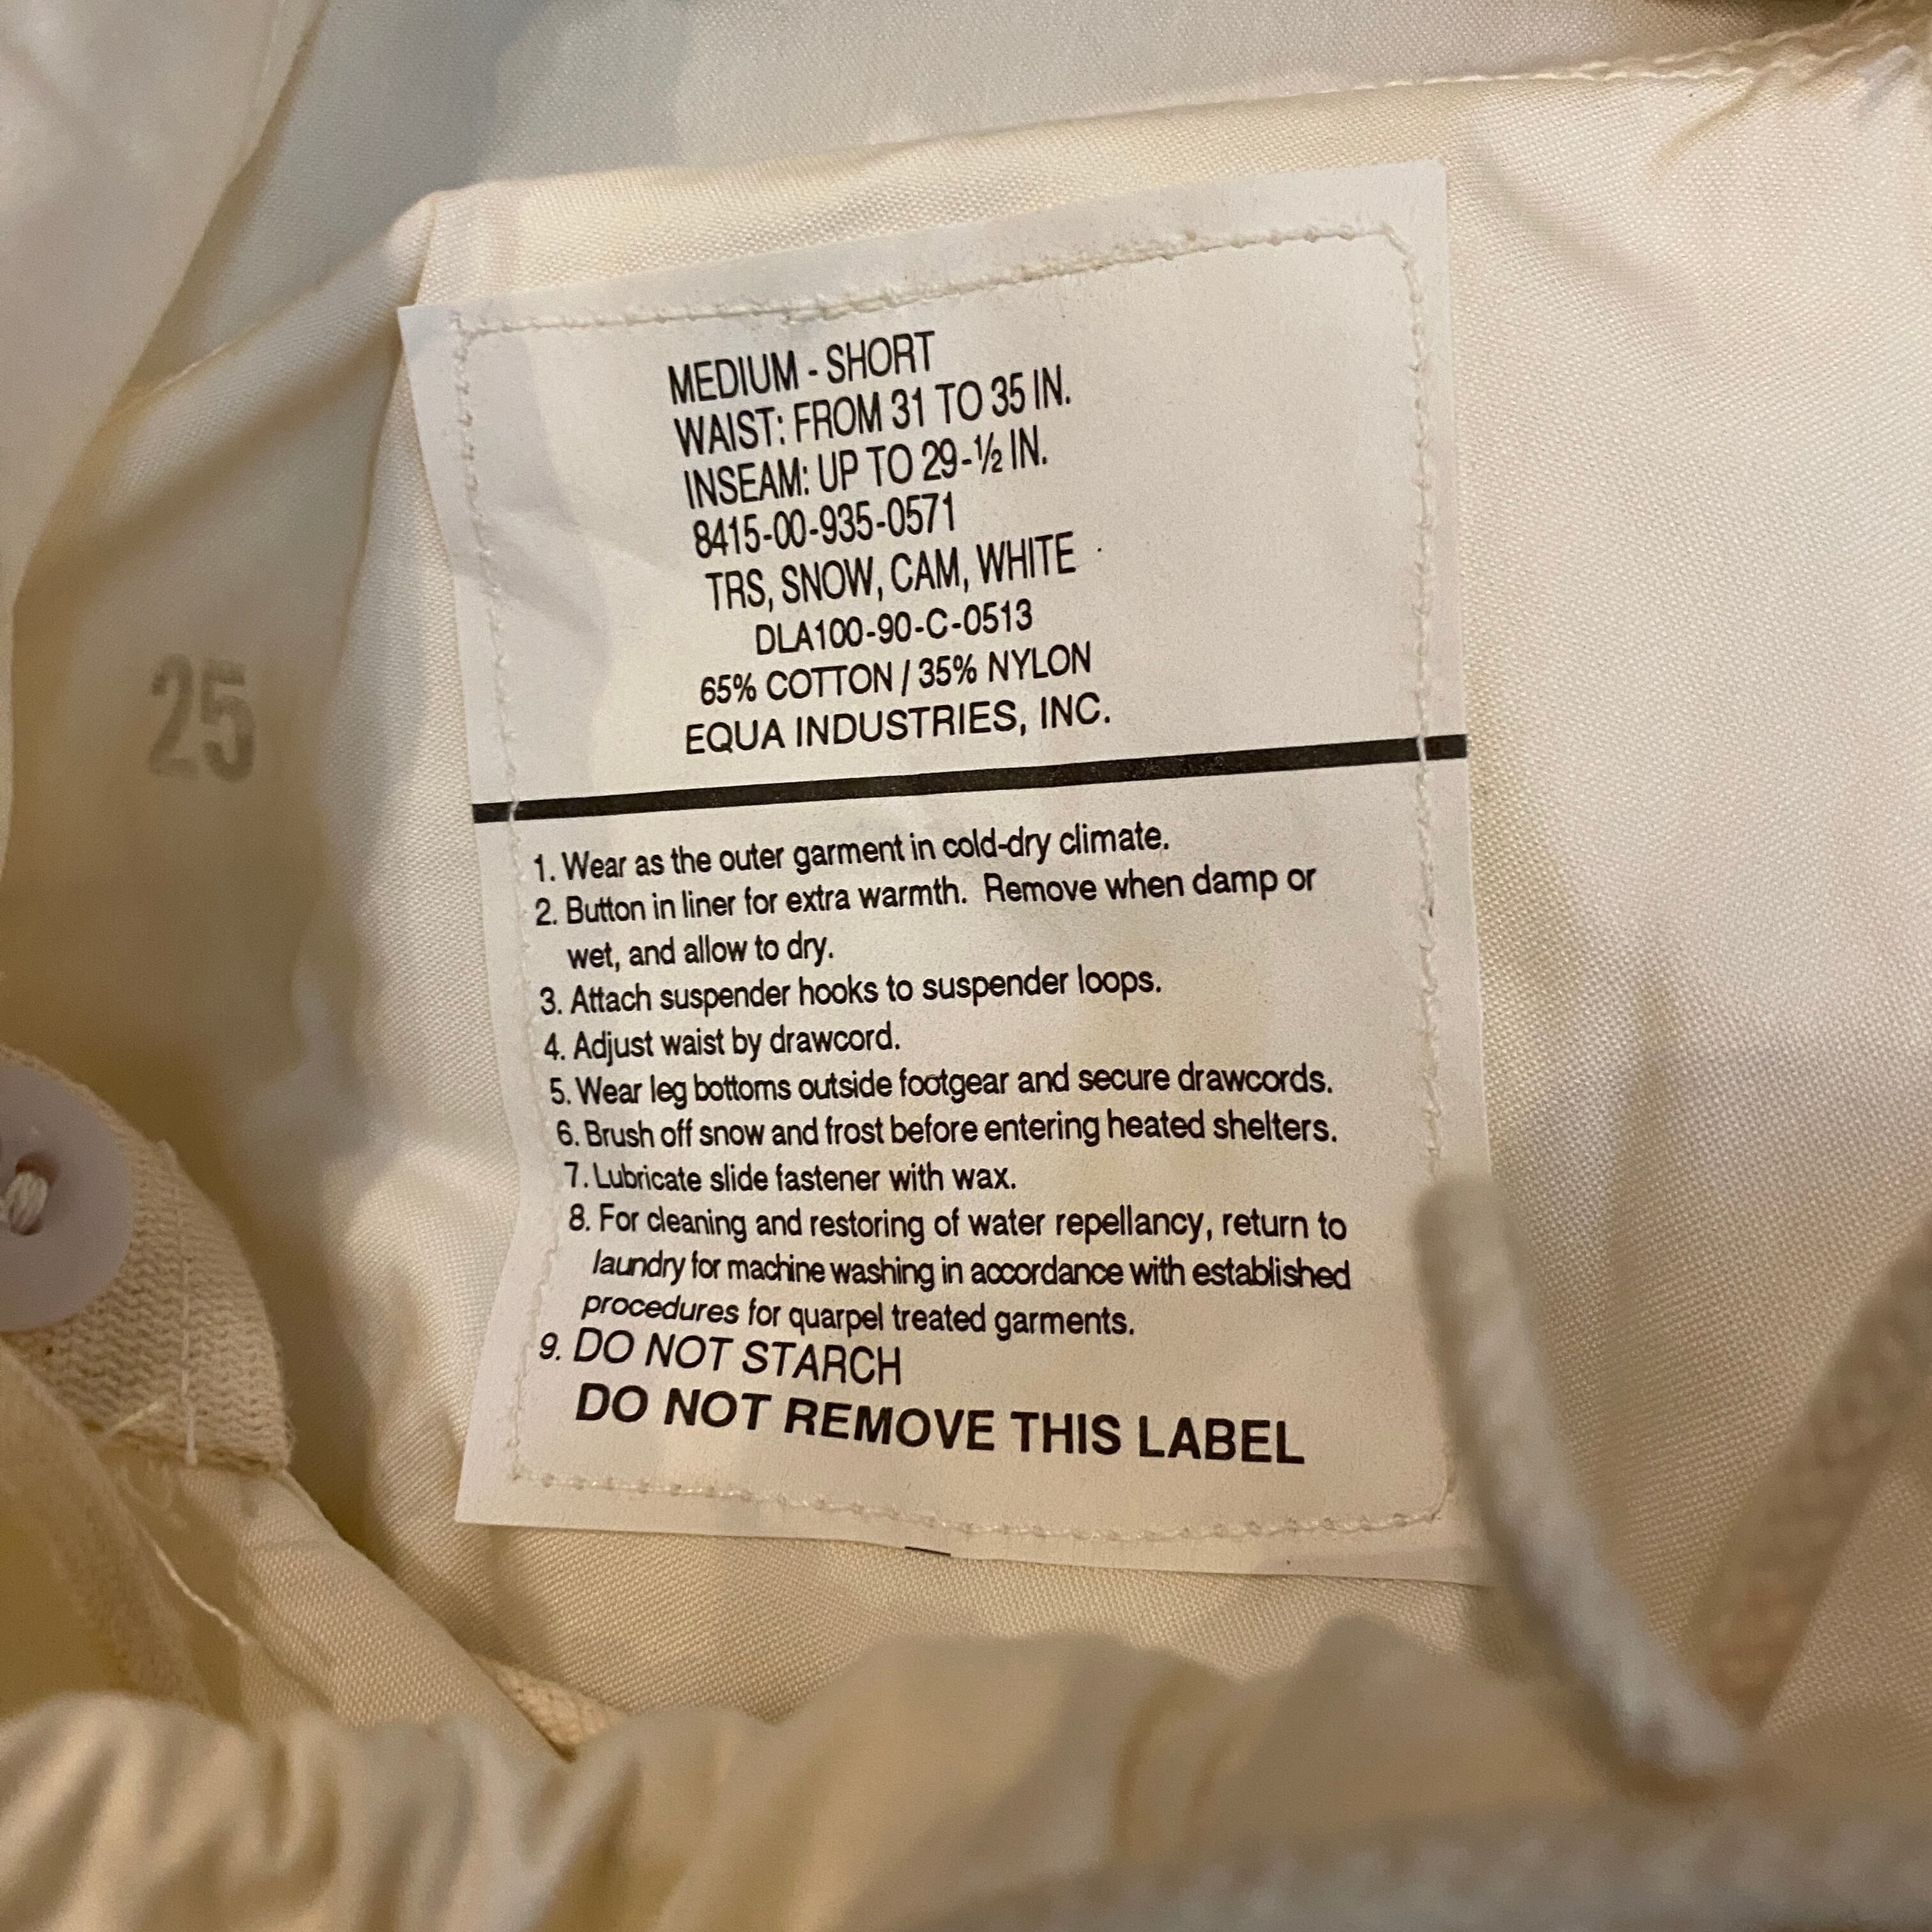 MEDIUM - SHORT
WAIST: FROM 31 TO 35 IN.
INSEAM: UP TO 29-½ IN.
8415-00-935-0571
TRS, SNOW, CAM, WHITE
DLA100-90-C-0513
65% COTTON / 35% NYLON
EQUA INDUSTRIES, INC.
25
1. Wear as the outer garment in cold-dry climate.
2. Button in liner for extra warmth. Remove when damp or
wet, and allow to dry.
3. Attach suspender hooks to suspender loops.
4. Adjust waist by drawcord.
5. Wear leg bottoms outside footgear and secure drawcords.
6. Brush off snow and frost before entering heated shelters.
7. Lubricate slide fastener with wax.
8. For cleaning and restoring of water repellancy, return to
laundry for machine washing in accordance with established
procedures for quarpel treated garments.
9. DO NOT STARCH
DO NOT REMOVE THIS LABEL